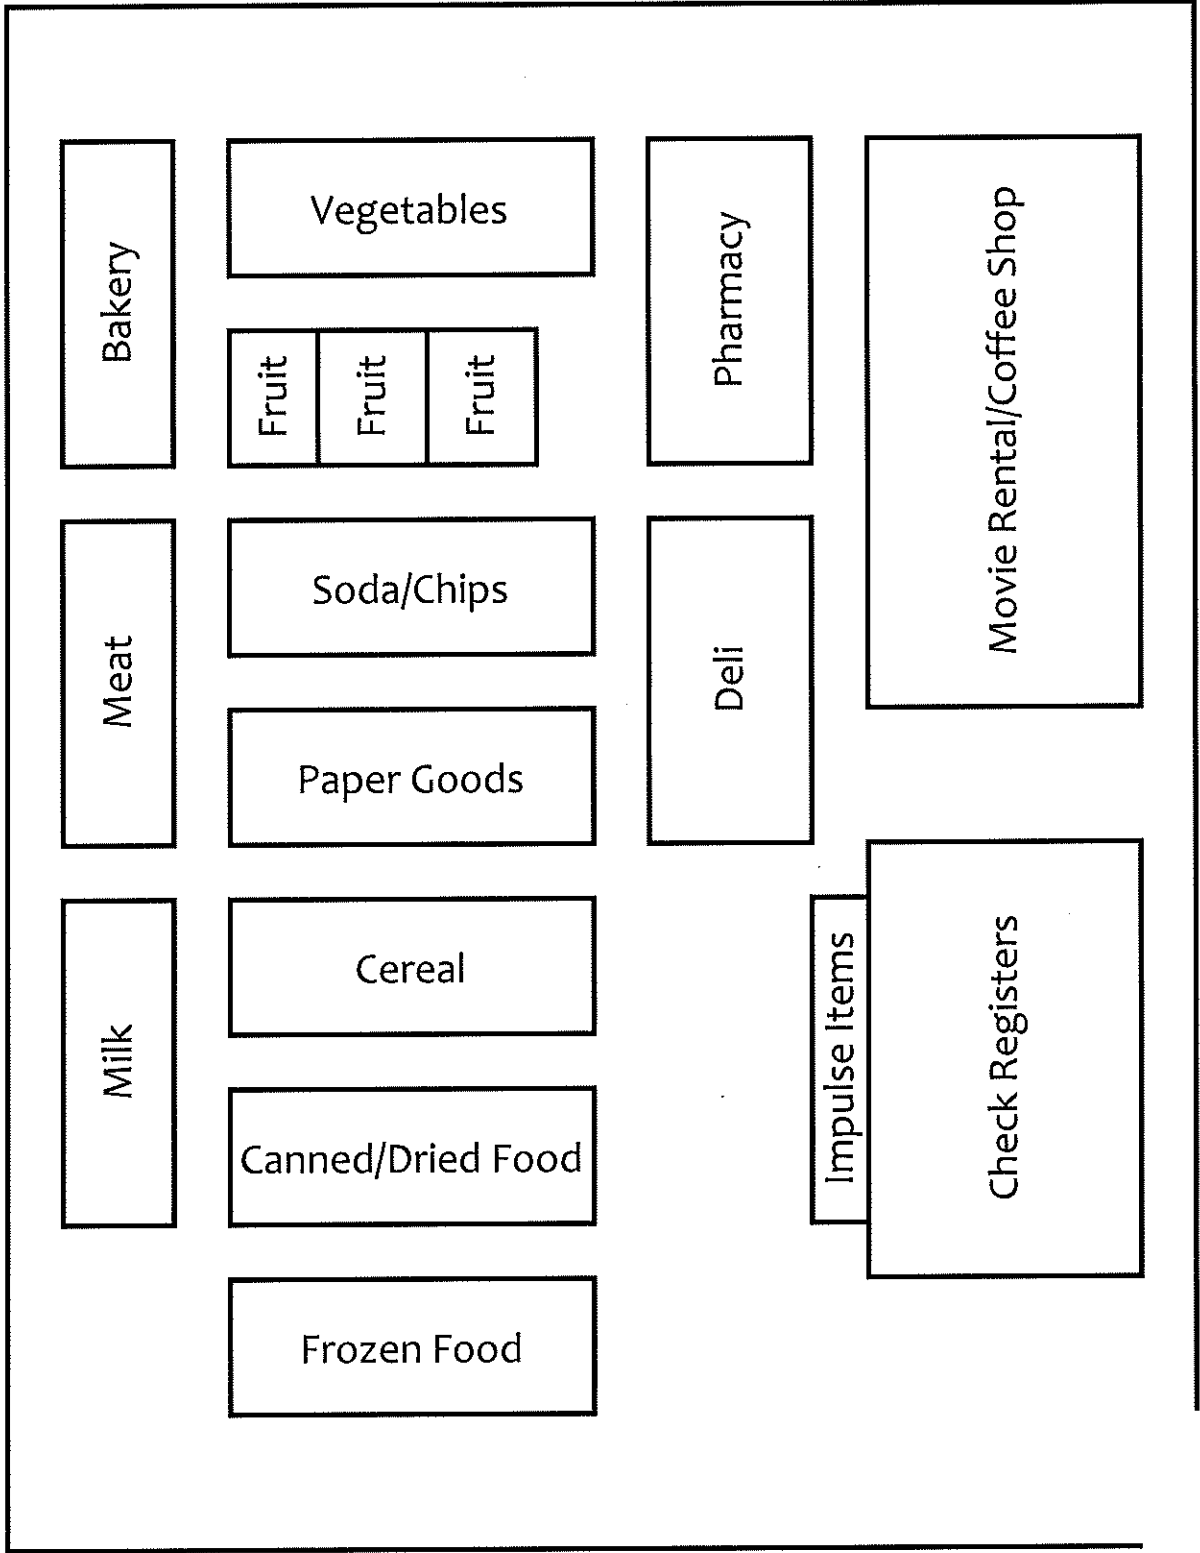 Bakery
Vegetables
Pharmacy
Movie Rental/Coffee Shop
Fruit
Fruit
Fruit
Meat
Soda/Chips
Deli
Paper Goods
Milk
Cereal
Impulse Items
Check Registers
Canned/Dried Food
Frozen Food